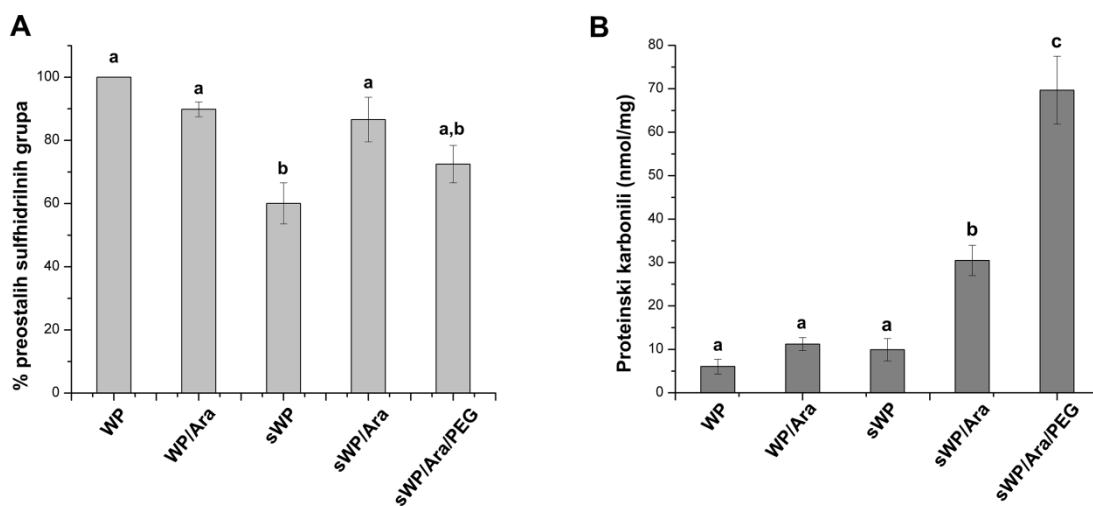 A
% preostalih sulfhidrilnih grupa
100
80
60
40
20
0
a
a
b
a
a,b
WP
WP/Ara
sWP
sWP/Ara
sWP/Ara/PEG
B
Proteinski karbonili (nmol/mg)
80
70
60
50
40
30
20
10
0
a
a
a
b
c
WP
WP/Ara
sWP
sWP/Ara
sWP/Ara/PEG